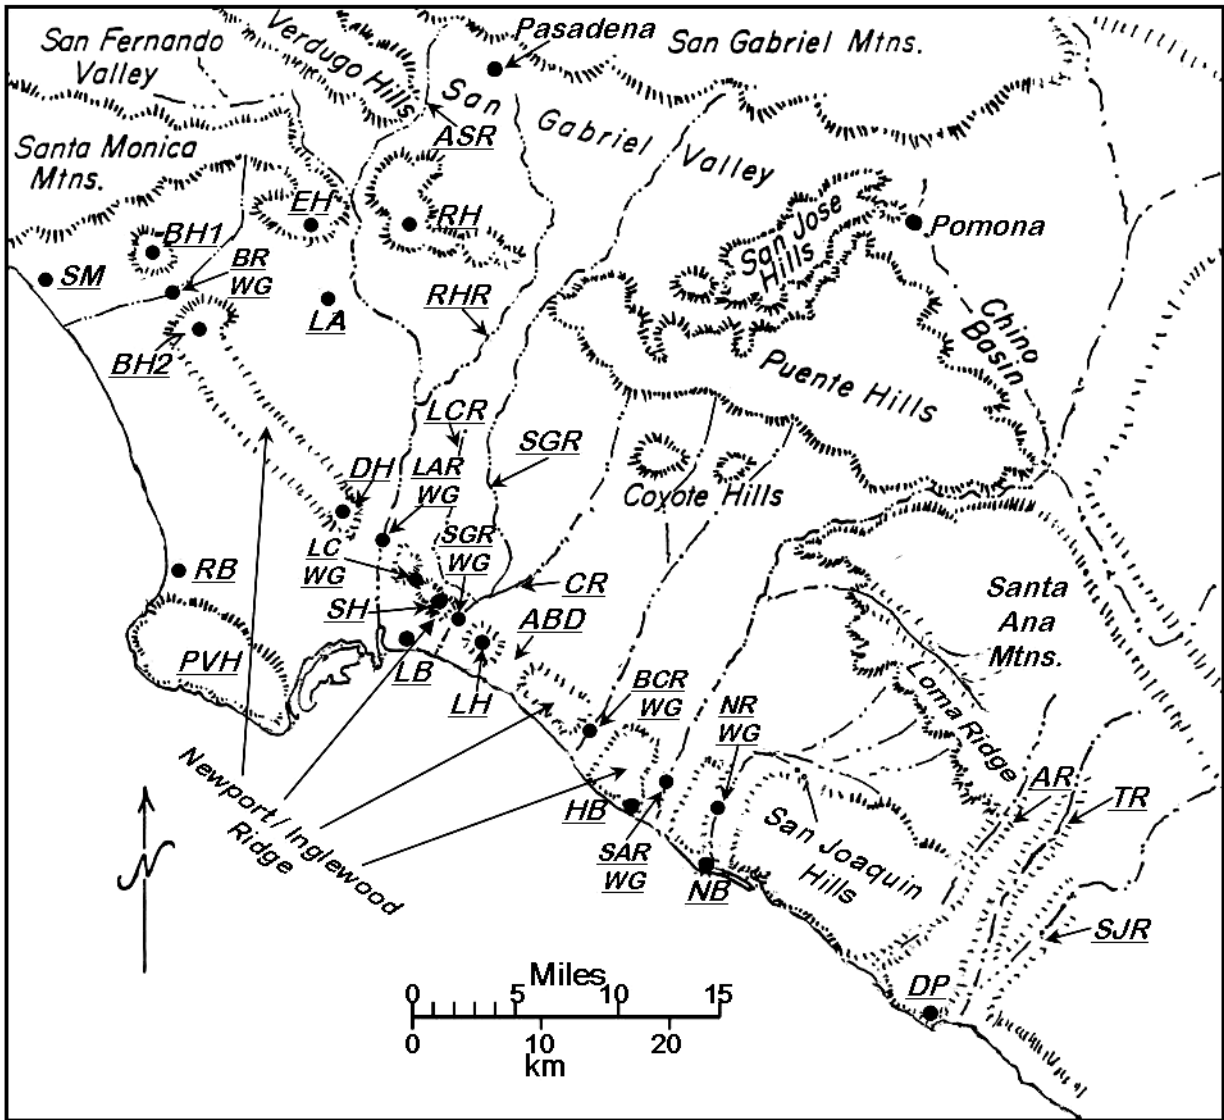 Pasadena
San Fernando
Valley
Verdugo Hills
San Gabriel Mtns.
San
Gabriel
Valley
ASR
Santa Monica
Mtns.
EH
RH
BH1
San Jose
Hills
Pomona
SM
BR
WG
LA
RHR
BH2
Chino
Basin
Puente Hills
LCR
SGR
DH
LAR
WG
Coyote Hills
SGR
WG
LC
WG
RB
CR
SH
ABD
Santa
Ana
Mtns.
PVH
LB
LH
BCR
WG
NR
WG
Loma Ridge
Newport/Inglewood
Ridge
AR
TR
HB
San Joaquin
Hills
SAR
WG
NB
N
SJR
DP
Miles
0 5 10 15
0 10 20
km